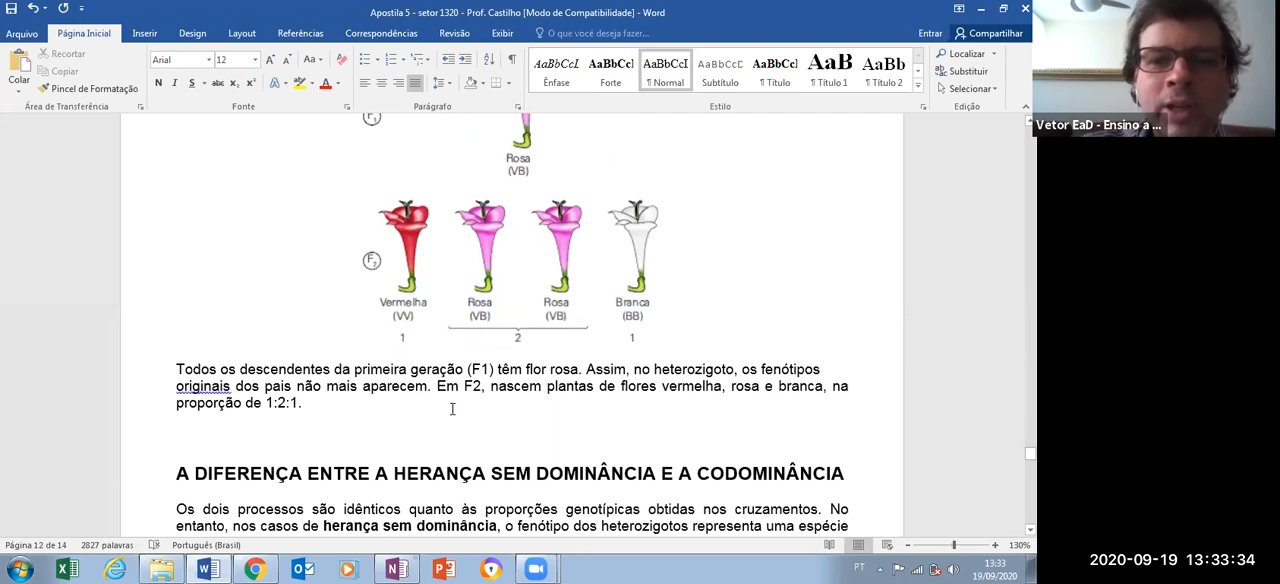 Apostila 5 - setor 1320 - Prof. Castilho [Modo de Compatibilidade] - Word
Arquivo Página Inicial Inserir Design Layout Referências Correspondências Revisão Exibir O que você deseja fazer... Entrar Compartilhar
Colar
Recortar
Copiar
Pincel de Formatação
Área de Transferência
Arial 12
N I S abc x₂ x²
Fonte
Parágrafo
AaBbCcL AaBbCcl AaBbCcI AaBbCcD AaBbCcl AaB AaBb
Ênfase Forte ¶ Normal Subtítulo ¶ Título ¶ Título 1 ¶ Título 2
Estilo
Localizar
Substituir
Selecionar
Edição
Vetor EaD - Ensino a ...
F₁
Rosa
(VB)
F₂
Vermelha Rosa Rosa Branca
(VV) (VB) (VB) (BB)
1 2 1
Todos os descendentes da primeira geração (F1) têm flor rosa. Assim, no heterozigoto, os fenótipos
originais dos pais não mais aparecem. Em F2, nascem plantas de flores vermelha, rosa e branca, na
proporção de 1:2:1.
A DIFERENÇA ENTRE A HERANÇA SEM DOMINÂNCIA E A CODOMINÂNCIA
Os dois processos são idênticos quanto às proporções genotípicas obtidas nos cruzamentos. No
entanto, nos casos de herança sem dominância, o fenótipo dos heterozigotos representa uma espécie
Página 12 de 14 2827 palavras Português (Brasil) 130%
PT 13:33
19/09/2020
2020-09-19 13:33:34